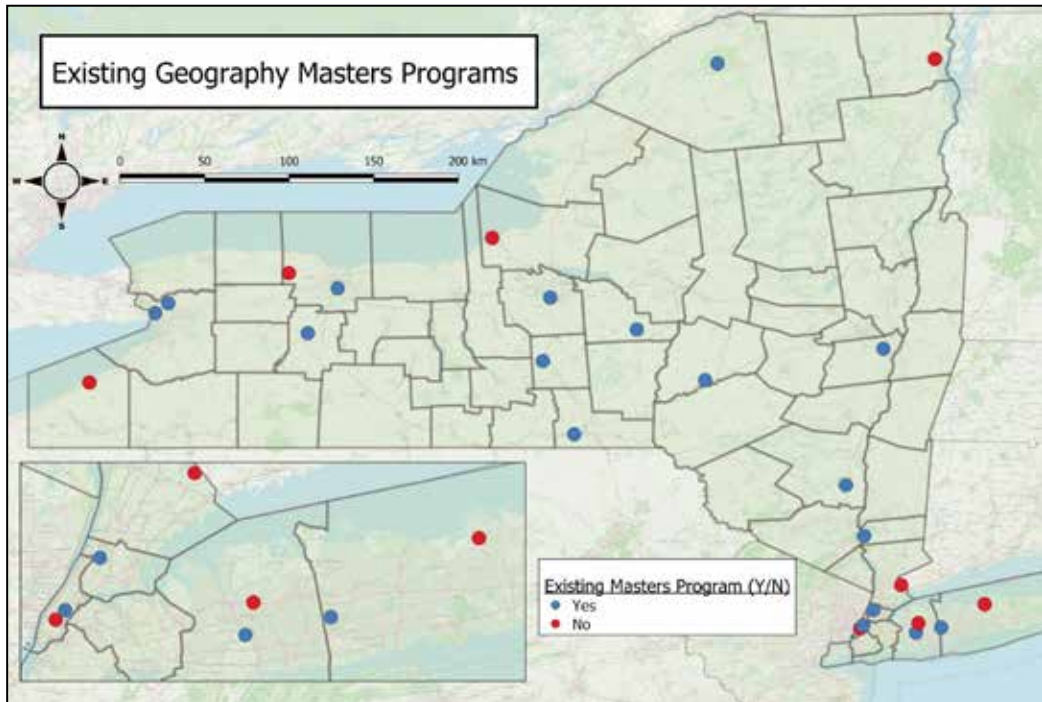 Existing Geography Masters Programs
N
W E
S
0 50 100 150 200 km
Existing Masters Program (Y/N)
Yes
No